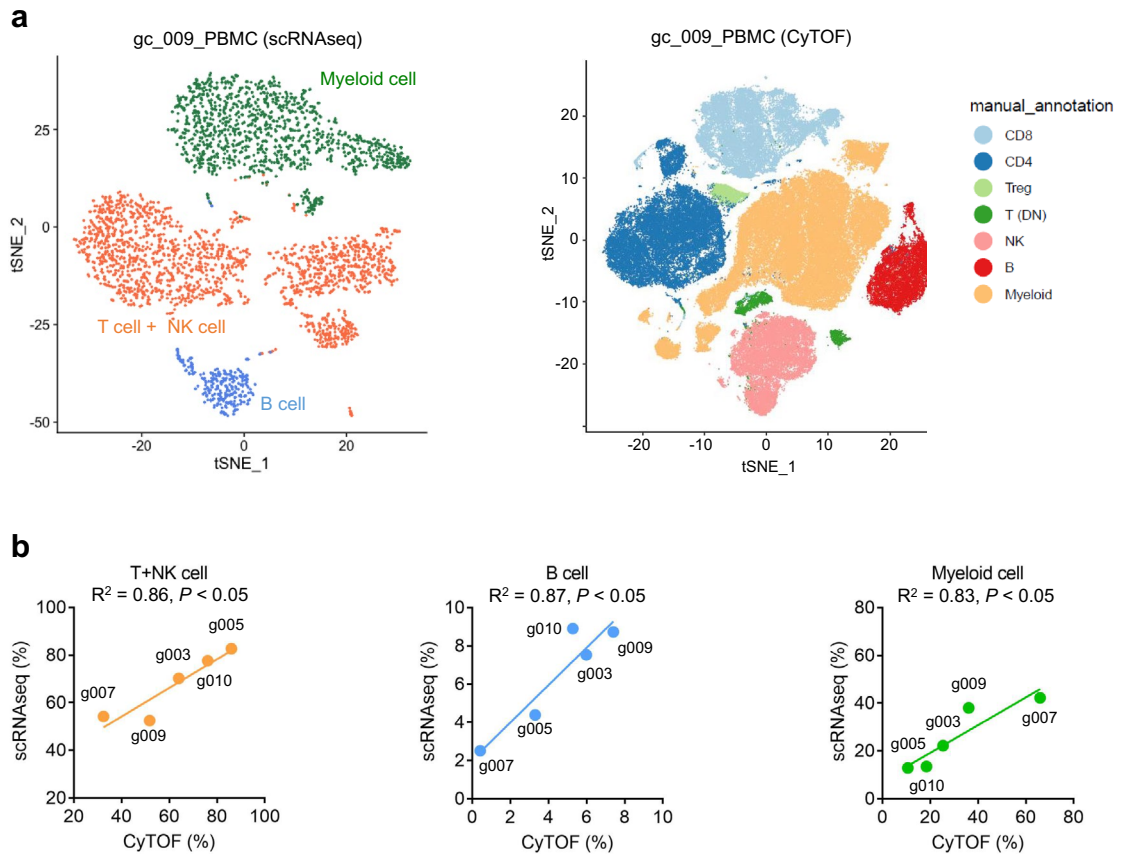 a
gc_009_PBMC (scRNAseq)
Myeloid cell
25
0
-25
-50
tSNE_2
T cell + NK cell
B cell
-20
0
20
tSNE_1
gc_009_PBMC (CyTOF)
20
10
0
-10
-20
tSNE_2
-20
-10
0
10
20
tSNE_1
manual_annotation
CD8
CD4
Treg
T (DN)
NK
B
Myeloid
b
T+NK cell
R² = 0.86, P < 0.05
100
80
60
40
20
scRNAseq (%)
g005
g003
g010
g007
g009
20
40
60
80
100
CyTOF (%)
B cell
R² = 0.87, P < 0.05
10
8
6
4
2
0
scRNAseq (%)
g010
g009
g003
g005
g007
0
2
4
6
8
10
CyTOF (%)
Myeloid cell
R² = 0.83, P < 0.05
80
60
40
20
0
scRNAseq (%)
g009
g003
g007
g005
g010
0
20
40
60
80
CyTOF (%)